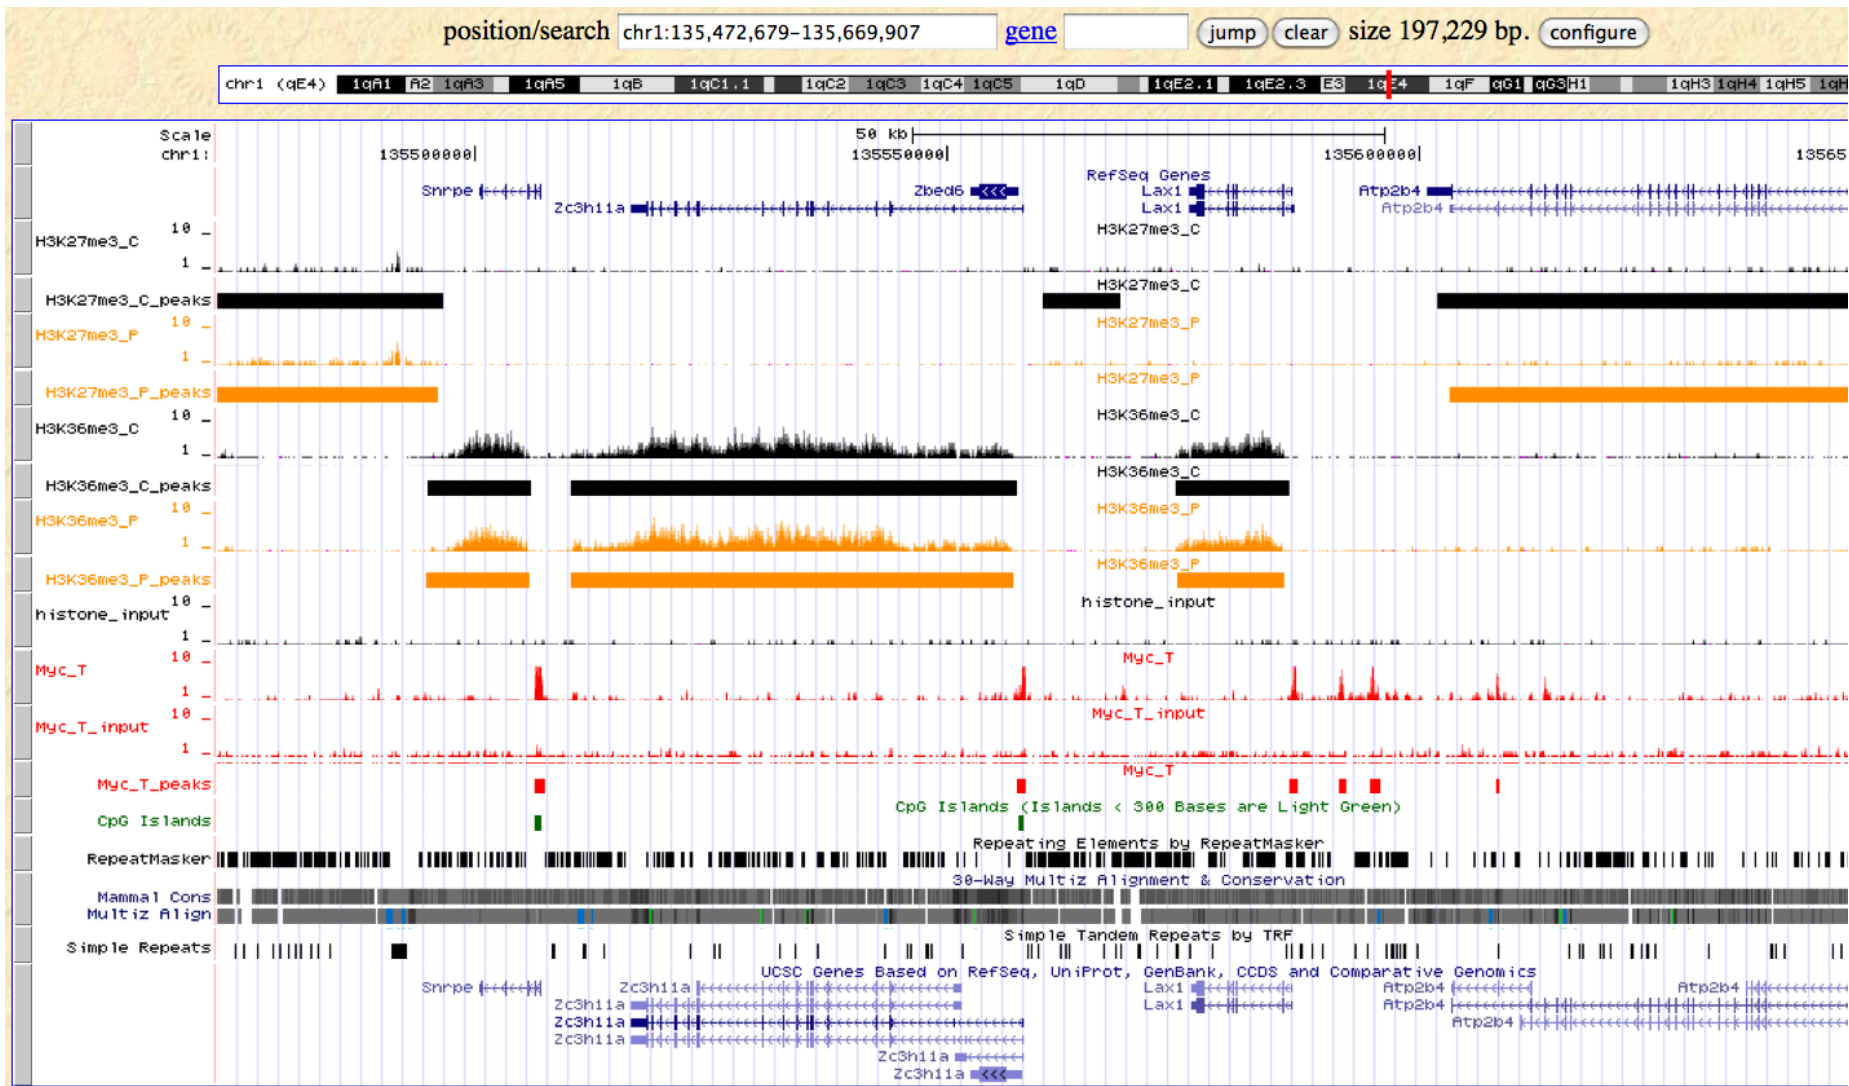 position/search chr1:135,472,679-135,669,907 gene jump clear size 197,229 bp. configure
chr1 (qE4) 1qA1 A2 1qA3 1qA5 1qB 1qC1.1 1qC2 1qC3 1qC4 1qC5 1qD 1qE2.1 1qE2.3 E3 1qE4 1qF qG1 qG3 H1 1qH3 1qH4 1qH5 1qH
Scale 50 kb
chr1: 135500000 135550000 135600000 13565
RefSeq Genes
Snrpe Zbed6 Lax1 Atp2b4
Zc3h11a Lax1 Atp2b4
10
H3K27me3_C H3K27me3_C
1
H3K27me3_C
H3K27me3_C_peaks
10 H3K27me3_P
H3K27me3_P
1
H3K27me3_P
H3K27me3_P_peaks
10 H3K36me3_C
H3K36me3_C
1
H3K36me3_C
H3K36me3_C_peaks
10 H3K36me3_P
H3K36me3_P
1
H3K36me3_P
H3K36me3_P_peaks
10 histone_input
histone_input
1
10 Myc_T
Myc_T
1
10 Myc_T_input
Myc_T_input
1
Myc_T
Myc_T_peaks
CpG Islands (Islands < 300 Bases are Light Green)
CpG Islands
Repeating Elements by RepeatMasker
RepeatMasker
30-Way Multiz Alignment & Conservation
Mammal Cons
Multiz Align
Simple Tandem Repeats by TRF
Simple Repeats
UCSC Genes Based on RefSeq, UniProt, GenBank, CCDS and Comparative Genomics
Snrpe Zc3h11a Lax1 Atp2b4 Atp2b4
Zc3h11a Lax1 Atp2b4
Zc3h11a Atp2b4
Zc3h11a
Zc3h11a
Zc3h11a